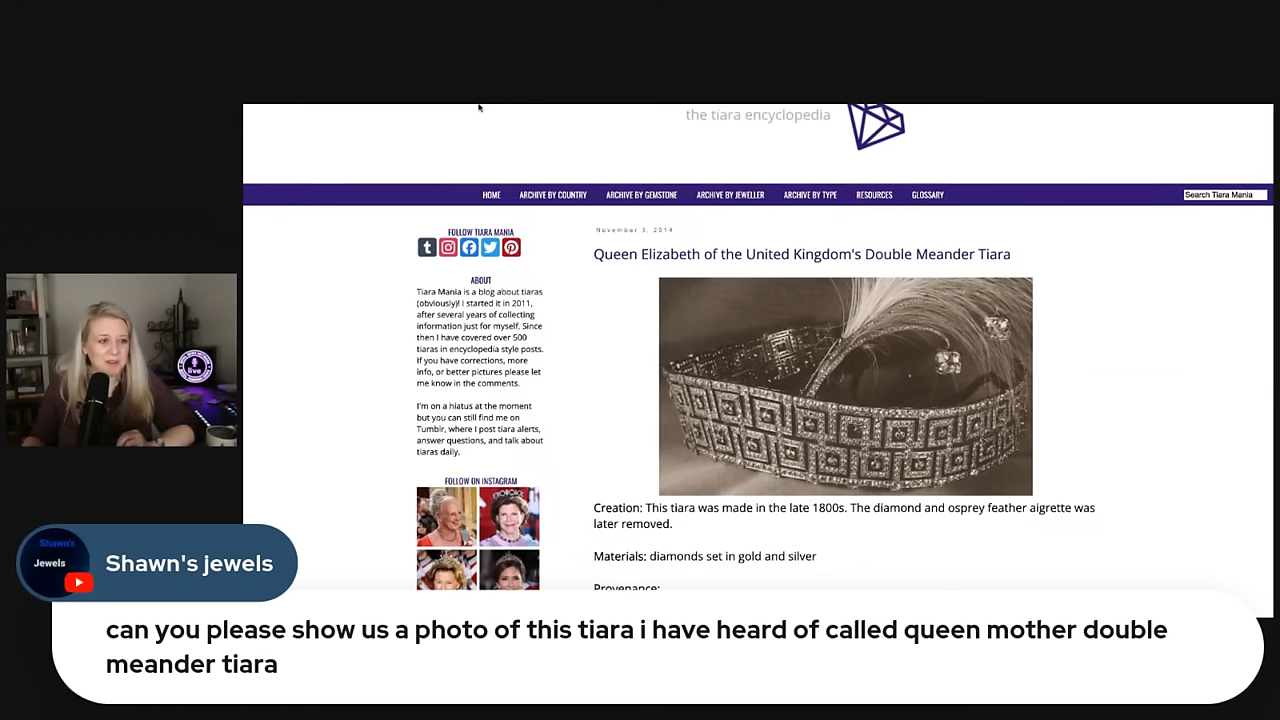 the tiara encyclopedia
HOME ARCHIVE BY COUNTRY ARCHIVE BY GEMSTONE ARCHIVE BY JEWELLER ARCHIVE BY TYPE RESOURCES GLOSSARY
Search Tiara Mania
FOLLOW TIARA MANIA
t
ABOUT
Tiara Mania is a blog about tiaras
(obviously)! I started it in 2011,
after several years of collecting
information just for myself. Since
then I have covered over 500
tiaras in encyclopedia style posts.
If you have corrections, more
info, or better pictures please let
me know in the comments.
I'm on a hiatus at the moment
but you can still find me on
Tumblr, where I post tiara alerts,
answer questions, and talk about
tiaras daily.
FOLLOW ON INSTAGRAM
November 3, 2014
Queen Elizabeth of the United Kingdom's Double Meander Tiara
Creation: This tiara was made in the late 1800s. The diamond and osprey feather aigrette was
later removed.
Materials: diamonds set in gold and silver
Provenance:
live
Shawn's
Jewels
Shawn's jewels
can you please show us a photo of this tiara i have heard of called queen mother double
meander tiara